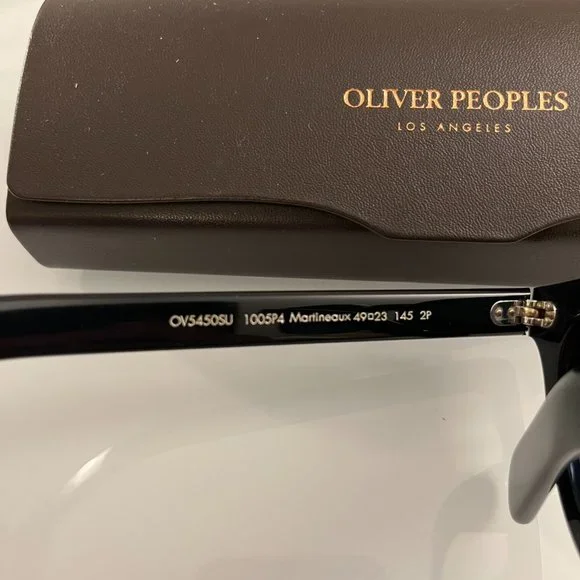 OLIVER PEOPLES
LOS ANGELES
OV5450SU 1005P4 Martineaux 49□23 145 2P